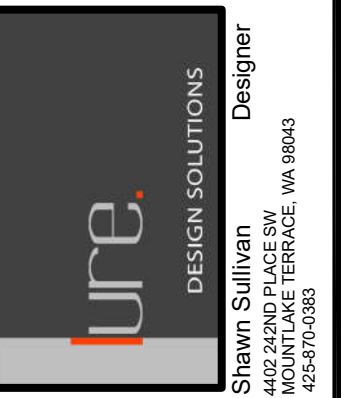 lure.
DESIGN SOLUTIONS
Shawn Sullivan Designer
4402 242ND PLACE SW
MOUNTLAKE TERRACE, WA 98043
425-870-0383